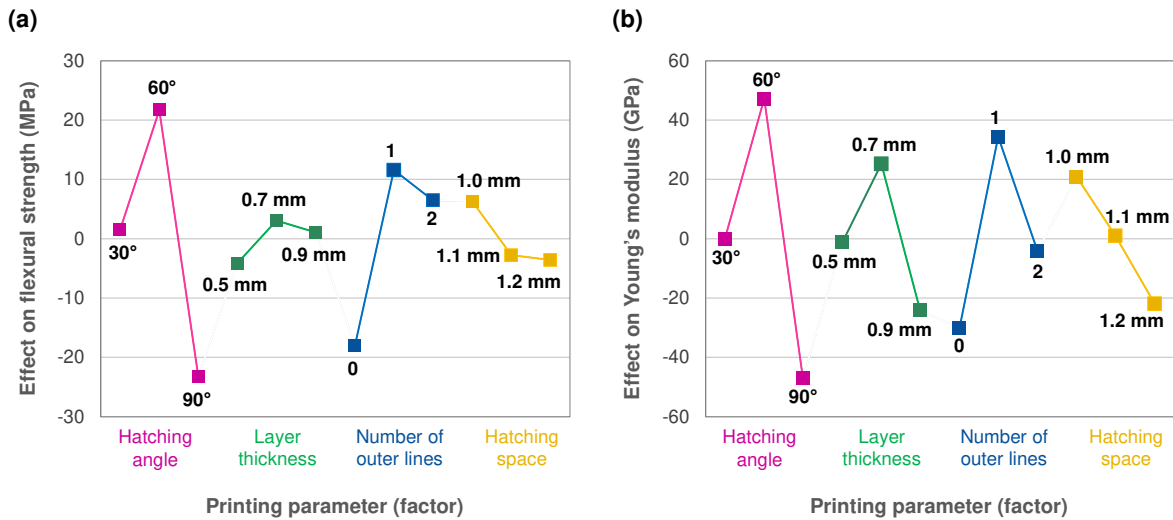 (a)
Effect on flexural strength (MPa)
30
20
10
0
-10
-20
-30
60°
30°
90°
0.7 mm
0.5 mm
0.9 mm
1
2
0
1.0 mm
1.1 mm
1.2 mm
Hatching
angle
Layer
thickness
Number of
outer lines
Hatching
space
Printing parameter (factor)
(b)
Effect on Young's modulus (GPa)
60
40
20
0
-20
-40
-60
60°
30°
90°
0.7 mm
0.5 mm
0.9 mm
1
2
0
1.0 mm
1.1 mm
1.2 mm
Hatching
angle
Layer
thickness
Number of
outer lines
Hatching
space
Printing parameter (factor)